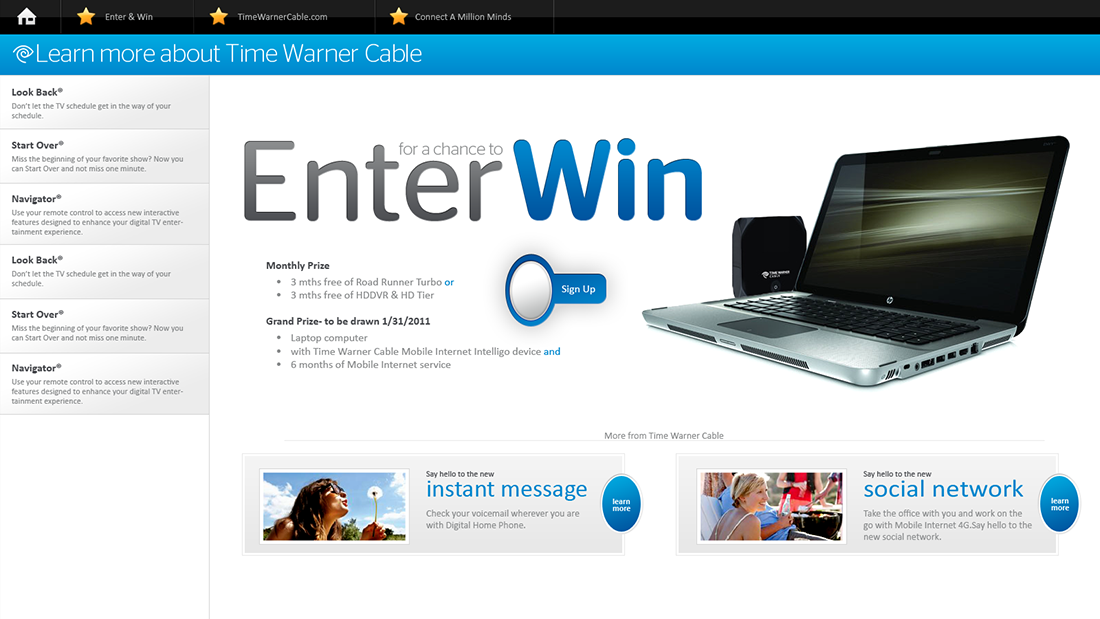 Enter & Win
TimeWarnerCable.com
Connect A Million Minds
Learn more about Time Warner Cable
Look Back®
Don't let the TV schedule get in the way of your
schedule.
Start Over®
Miss the beginning of your favorite show? Now you
can Start Over and not miss one minute.
Navigator®
Use your remote control to access new interactive
features designed to enhance your digital TV enter-
tainment experience.
Look Back®
Don't let the TV schedule get in the way of your
schedule.
Start Over®
Miss the beginning of your favorite show? Now you
can Start Over and not miss one minute.
Navigator®
Use your remote control to access new interactive
features designed to enhance your digital TV enter-
tainment experience.
Enter for a chance to Win
Monthly Prize
• 3 mths free of Road Runner Turbo or
• 3 mths free of HDDVR & HD Tier
Sign Up
Grand Prize- to be drawn 1/31/2011
• Laptop computer
• with Time Warner Cable Mobile Internet Intelligo device and
• 6 months of Mobile Internet service
TIME WARNER
CABLE
hp
More from Time Warner Cable
Say hello to the new
instant message
Check your voicemail wherever you are
with Digital Home Phone.
learn
more
Say hello to the new
social network
Take the office with you and work on the
go with Mobile Internet 4G.Say hello to the
new social network.
learn
more